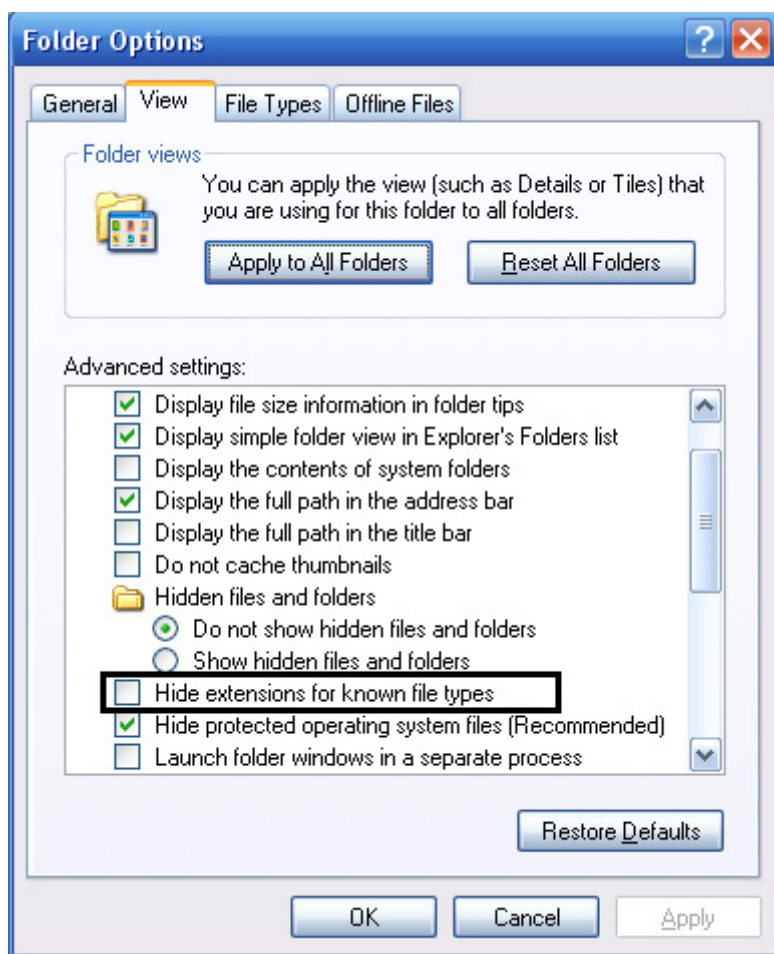 Folder Options
General View File Types Offline Files
Folder views
You can apply the view (such as Details or Tiles) that
you are using for this folder to all folders.
Apply to All Folders Reset All Folders
Advanced settings:
Display file size information in folder tips
Display simple folder view in Explorer's Folders list
Display the contents of system folders
Display the full path in the address bar
Display the full path in the title bar
Do not cache thumbnails
Hidden files and folders
Do not show hidden files and folders
Show hidden files and folders
Hide extensions for known file types
Hide protected operating system files (Recommended)
Launch folder windows in a separate process
Restore Defaults
OK Cancel Apply